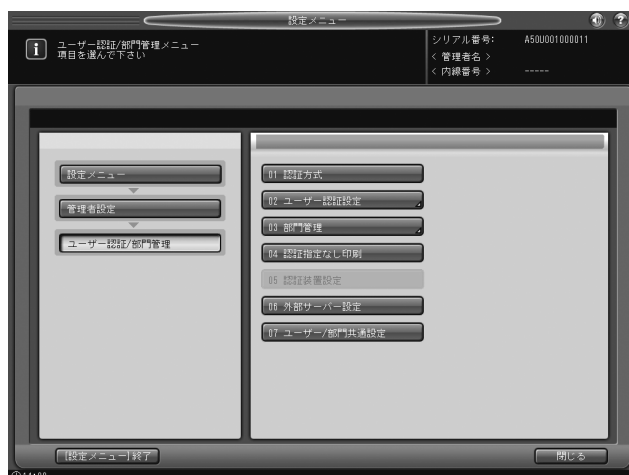 設定メニュー
ユーザー認証/部門管理メニュー
項目を選んで下さい
シリアル番号: A50U001000011
< 管理者名 >
< 内線番号 > -----
設定メニュー
管理者設定
ユーザー認証/部門管理
01 認証方式
02 ユーザー認証設定
03 部門管理
04 認証指定なし印刷
05 認証装置設定
06 外部サーバー設定
07 ユーザー/部門共通設定
[設定メニュー]終了
閉じる